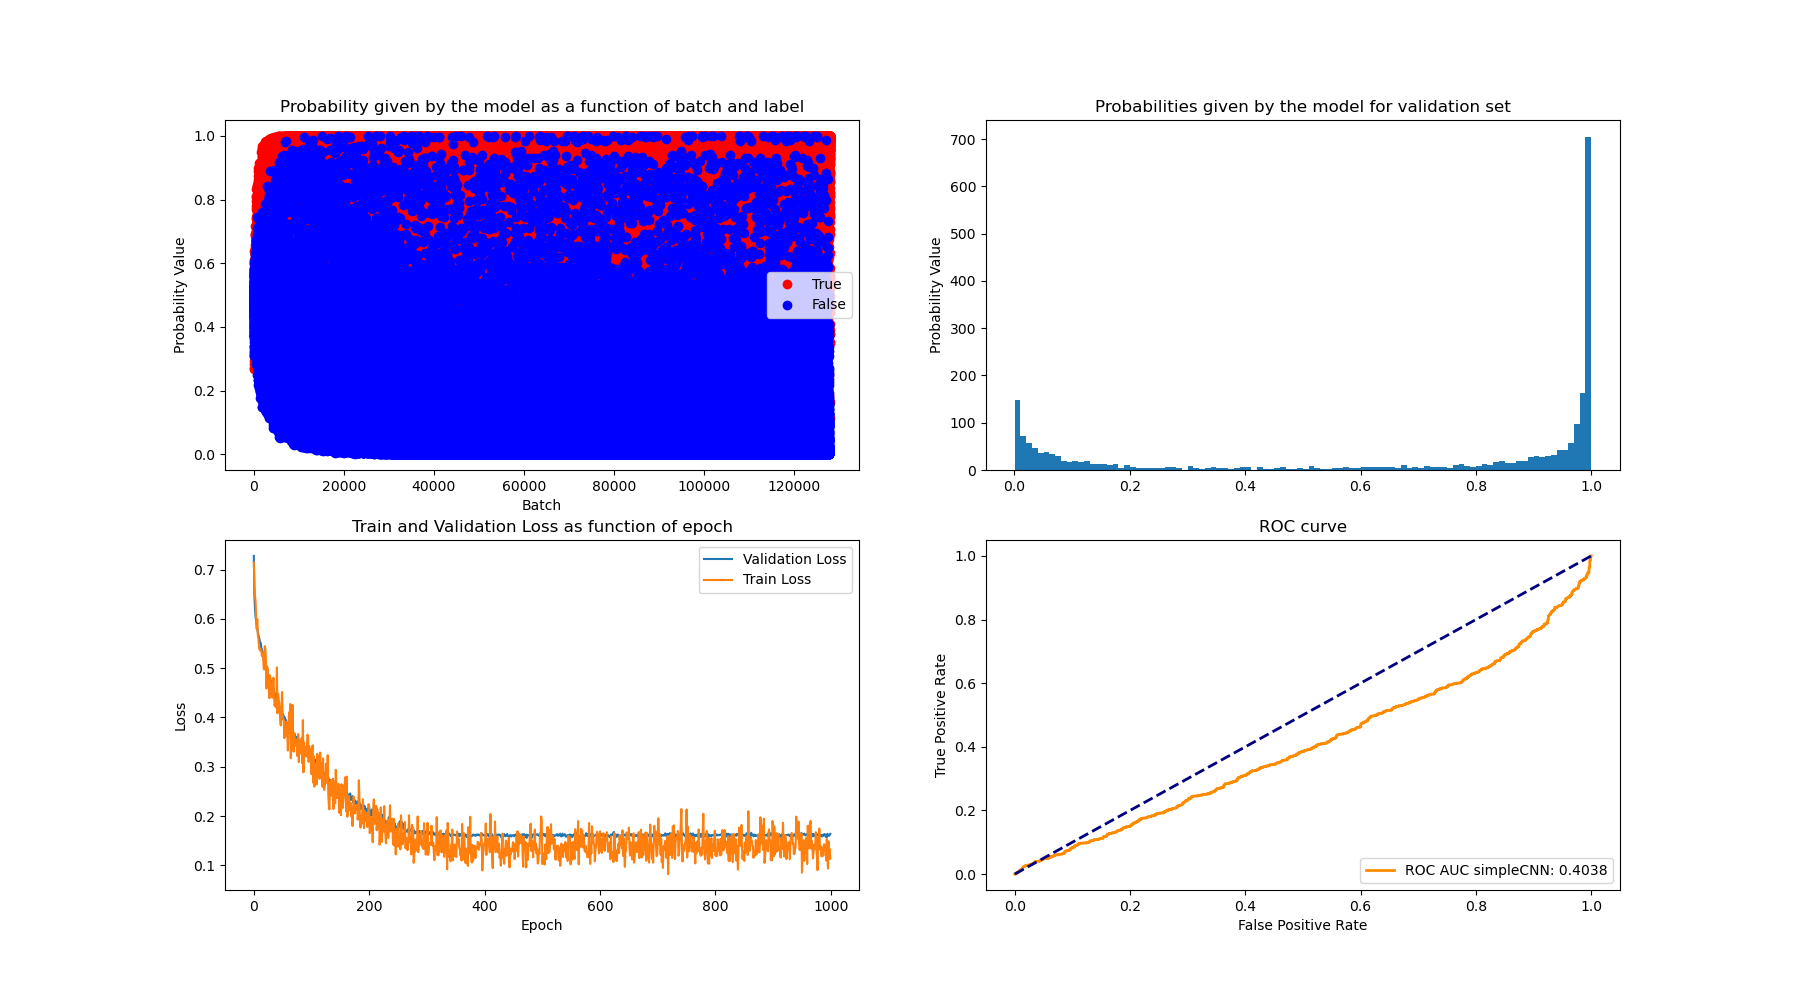 Probability given by the model as a function of batch and label
1.0
0.8
0.6
0.4
0.2
0.0
Probability Value
True
False
0 20000 40000 60000 80000 100000 120000
Batch
Probabilities given by the model for validation set
700
600
500
400
300
200
100
0
Probability Value
0.0 0.2 0.4 0.6 0.8 1.0
Train and Validation Loss as function of epoch
0.7
0.6
0.5
0.4
0.3
0.2
0.1
Loss
Validation Loss
Train Loss
0 200 400 600 800 1000
Epoch
ROC curve
1.0
0.8
0.6
0.4
0.2
0.0
True Positive Rate
ROC AUC simpleCNN: 0.4038
0.0 0.2 0.4 0.6 0.8 1.0
False Positive Rate